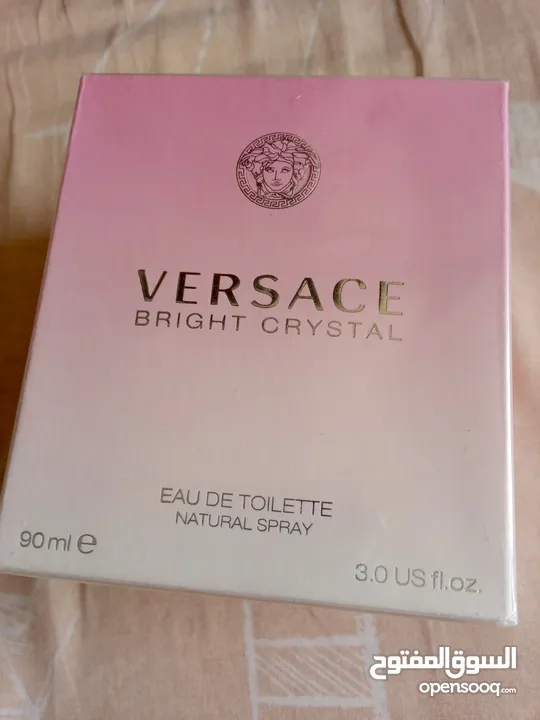 VERSACE
BRIGHT CRYSTAL
EAU DE TOILETTE
NATURAL SPRAY
90 ml e
3.0 US fl.oz.
السوق المفتوح
opensooq.com